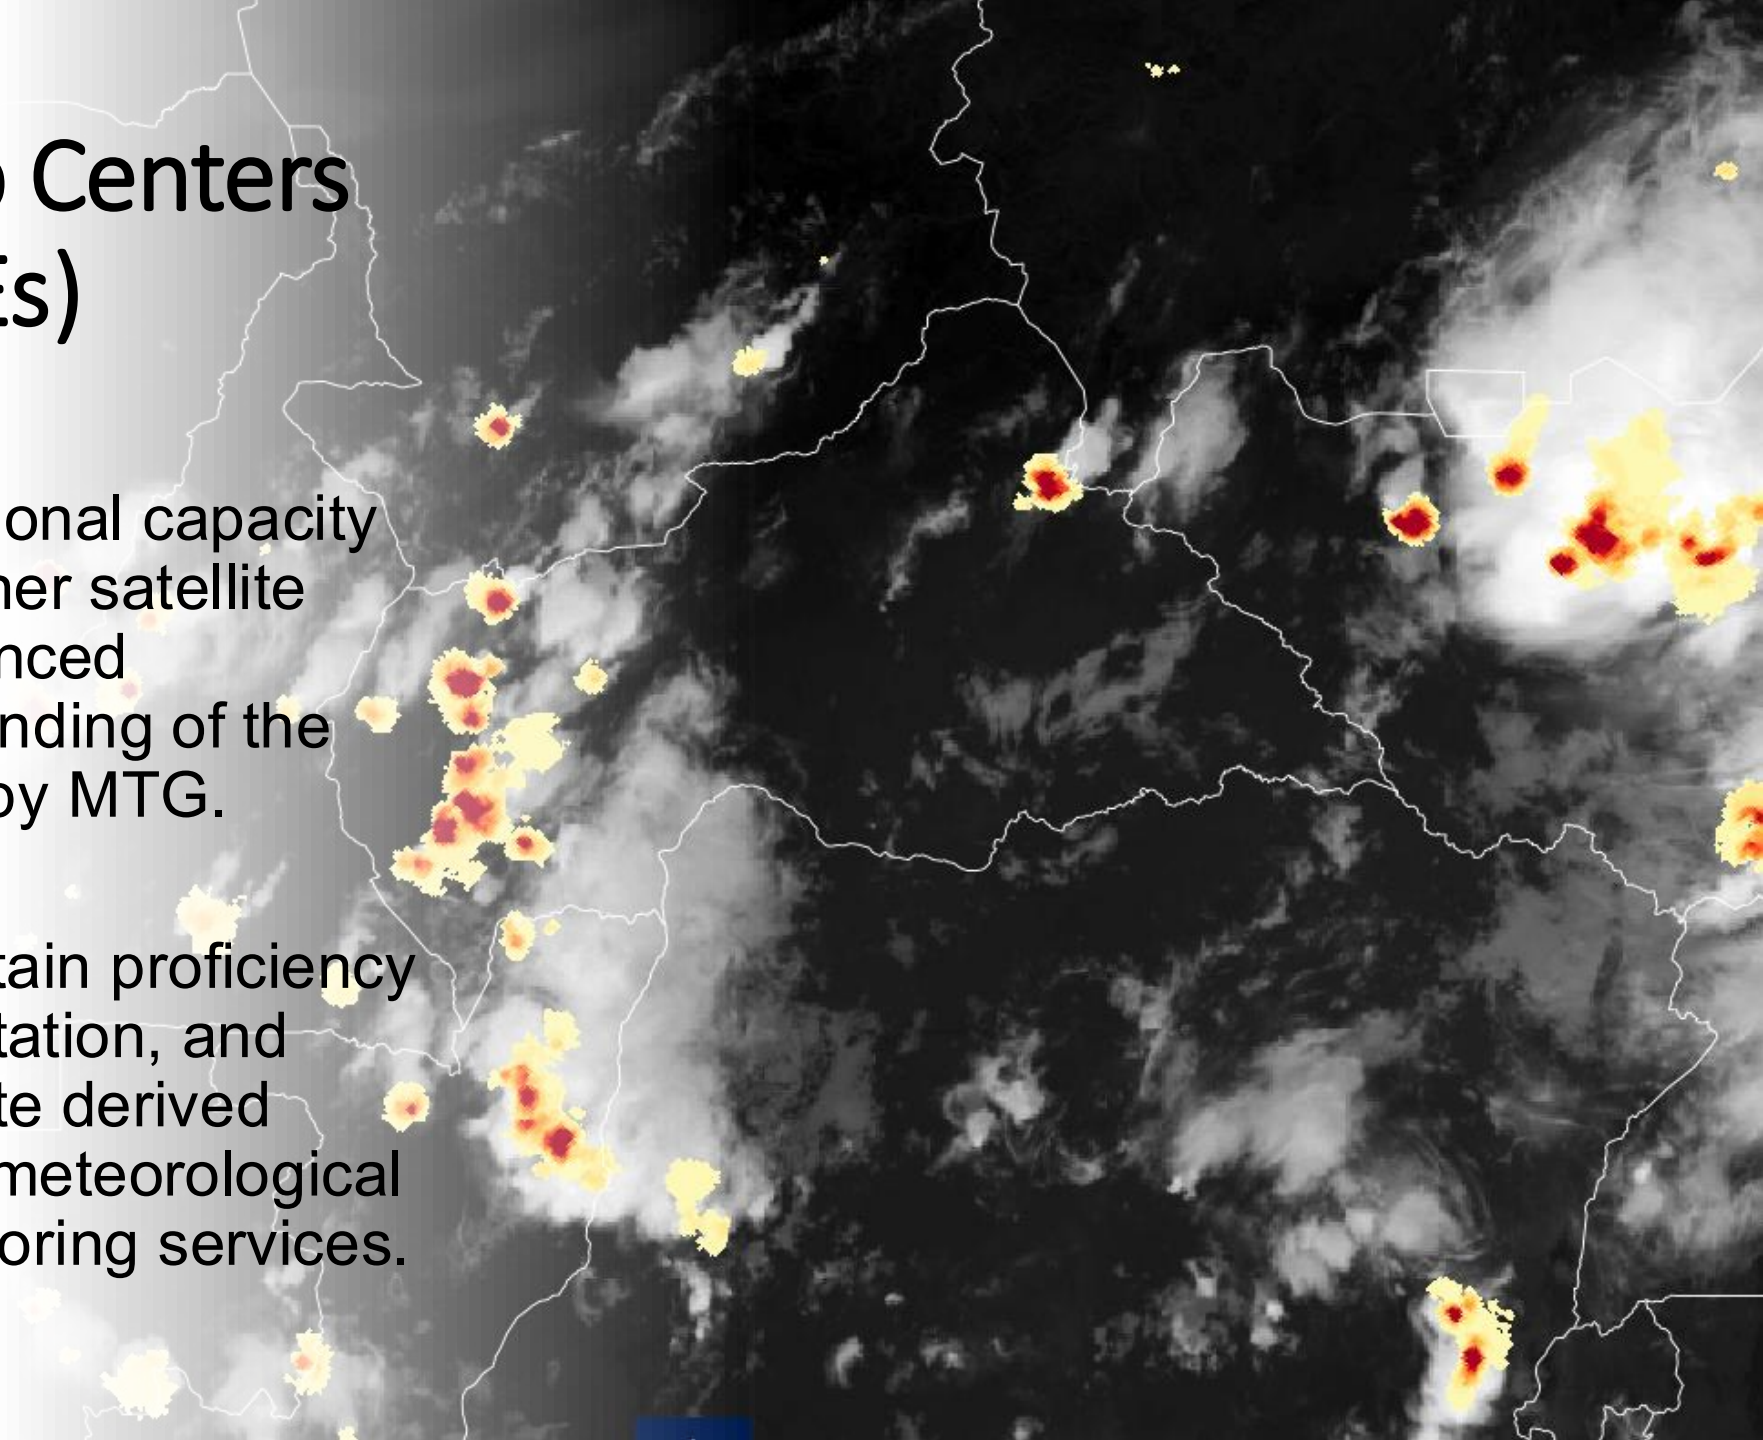 Centers
Es)
onal capacity
her satellite
nced
nding of the
by MTG.
tain proficiency
tation, and
te derived
meteorological
oring services.